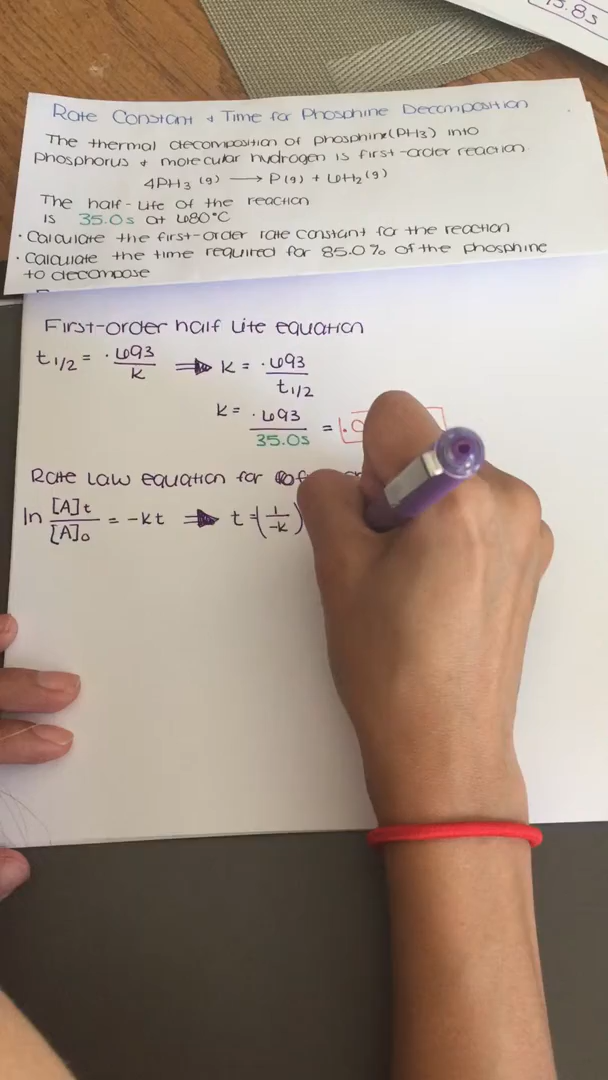 5.8s
Rate Constant & Time for Phosphine Decomposition
The thermal decomposition of phosphine(PH3) into
phosphorus & molecular hydrogen is first-order reaction.
4PH3 (g) ⟶ P(g) + 6H2(g)
The half-life of the reaction
is 35.0s at 680°C
· Calculate the first-order rate constant for the reaction
· Calculate the time required for 85.0% of the phosphine
to decompose
First-order half life equation
t1/2 = .693/k ⟹ k = .693/t1/2
k = .693/35.0s = .0
Rate law equation for
ln [A]t/[A]0 = -kt ⟹ t = (1/-k)